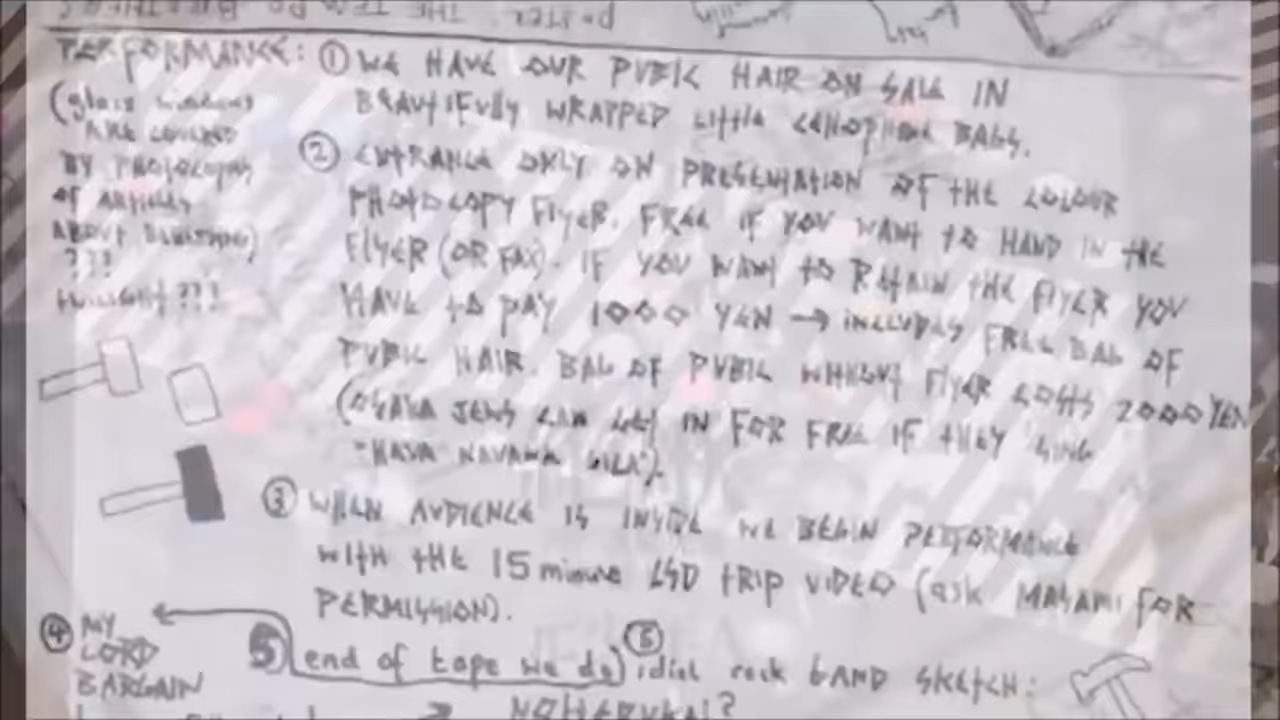 PERFORMANCE: ① WE HAVE OUR PUBIC HAIR ON SALE IN
BEAUTIFULLY WRAPPED LITTLE CELLOPHANE BAGS.
(glass windows
ARE COVERED
BY PHOTOCOPIES
OF ARTICLES
ABOUT
???
???
② ENTRANCE ONLY ON PRESENTATION OF THE COLOUR
PHOTOCOPY FLYER. FREE IF YOU WANT TO HAND IN THE
FLYER (OR FAX). IF YOU WANT TO RETAIN THE FLYER YOU
HAVE TO PAY 1000 YEN → INCLUDES FREE BAG OF
PUBIC HAIR. BAG OF PUBIC WITHOUT FLYER COSTS 2000 YEN
(OSAKA JEWS CAN GET IN FOR FREE IF THEY SING
"HAVA NAVAHA GILA").
③ WHEN AUDIENCE IS INSIDE WE BEGIN PERFORMANCE
WITH THE 15 minute LSD TRIP VIDEO (ask MASAMI FOR
PERMISSION).
④ MY
LORD
BARGAIN
⑤ (end of tape we do)
⑥ idiot rock bAND SKETCH: